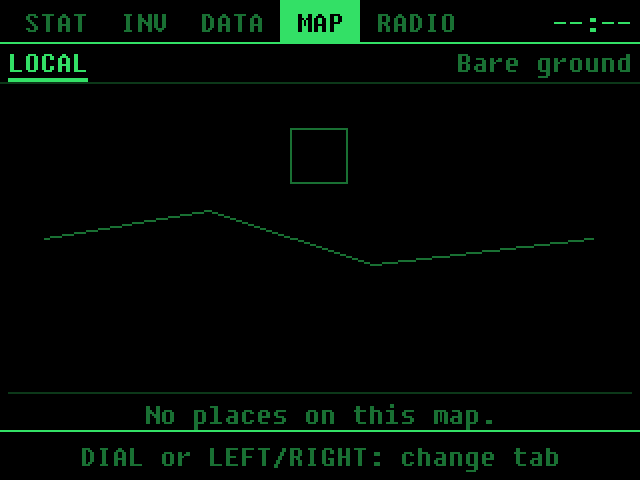 STAT INV DATA MAP RADIO --:--
LOCAL Bare ground
No places on this map.
DIAL or LEFT/RIGHT: change tab